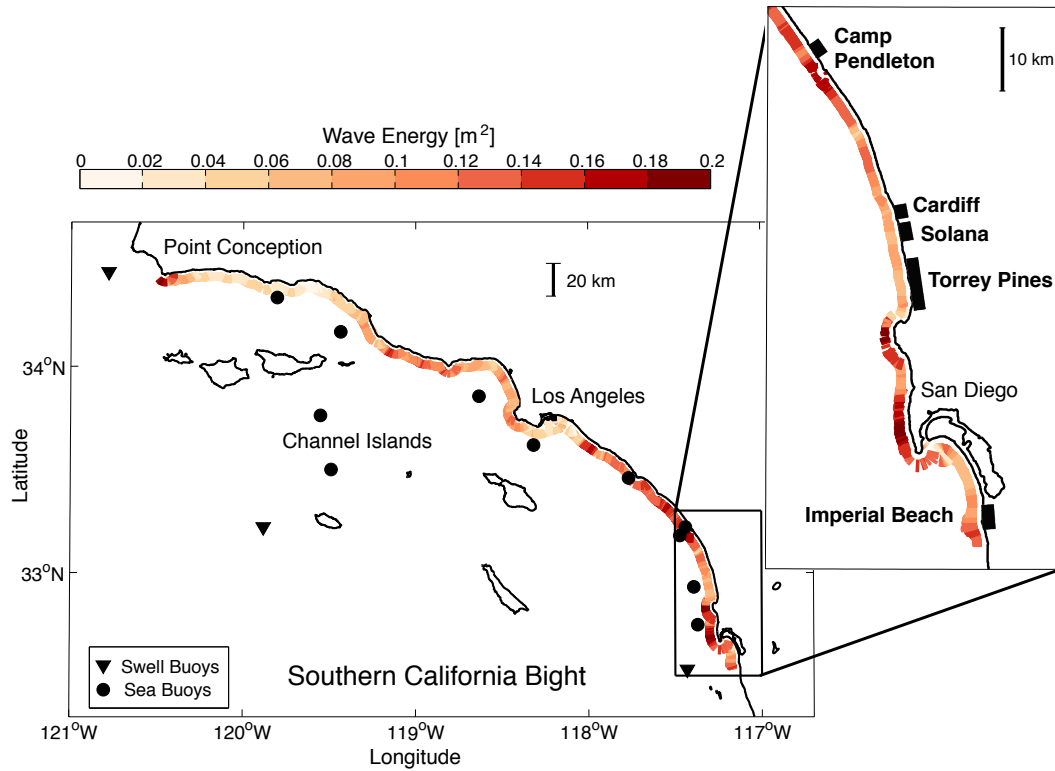 Camp
Pendleton
10 km
Wave Energy [m²]
0 0.02 0.04 0.06 0.08 0.1 0.12 0.14 0.16 0.18 0.2
Cardiff
Solana
Torrey Pines
San Diego
Imperial Beach
Point Conception
20 km
Los Angeles
Channel Islands
Southern California Bight
34°N
33°N
Latitude
Swell Buoys
Sea Buoys
121°W 120°W 119°W 118°W 117°W
Longitude